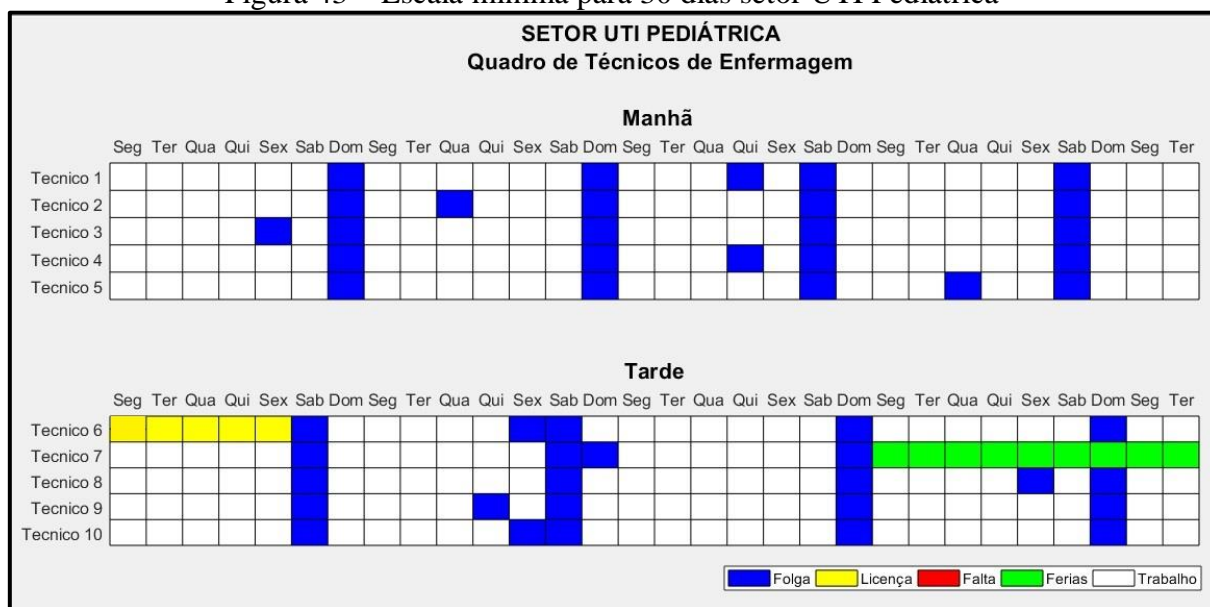 Figura 43 – Escala mínima para 30 dias setor UTI Pediátrica
SETOR UTI PEDIÁTRICA
Quadro de Técnicos de Enfermagem
Manhã
Seg Ter Qua Qui Sex Sab Dom Seg Ter Qua Qui Sex Sab Dom Seg Ter Qua Qui Sex Sab Dom Seg Ter Qua Qui Sex Sab Dom Seg Ter
Tecnico 1
Tecnico 2
Tecnico 3
Tecnico 4
Tecnico 5
Tarde
Seg Ter Qua Qui Sex Sab Dom Seg Ter Qua Qui Sex Sab Dom Seg Ter Qua Qui Sex Sab Dom Seg Ter Qua Qui Sex Sab Dom Seg Ter
Tecnico 6
Tecnico 7
Tecnico 8
Tecnico 9
Tecnico 10
Folga Licença Falta Ferias Trabalho